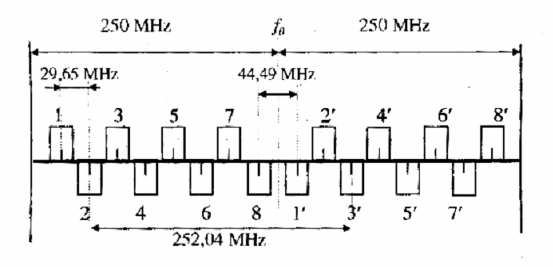 250 MHz f₀ 250 MHz
29,65 MHz 44,49 MHz
1 3 5 7 2' 4' 6' 8'
2 4 6 8 1' 3' 5' 7'
252,04 MHz